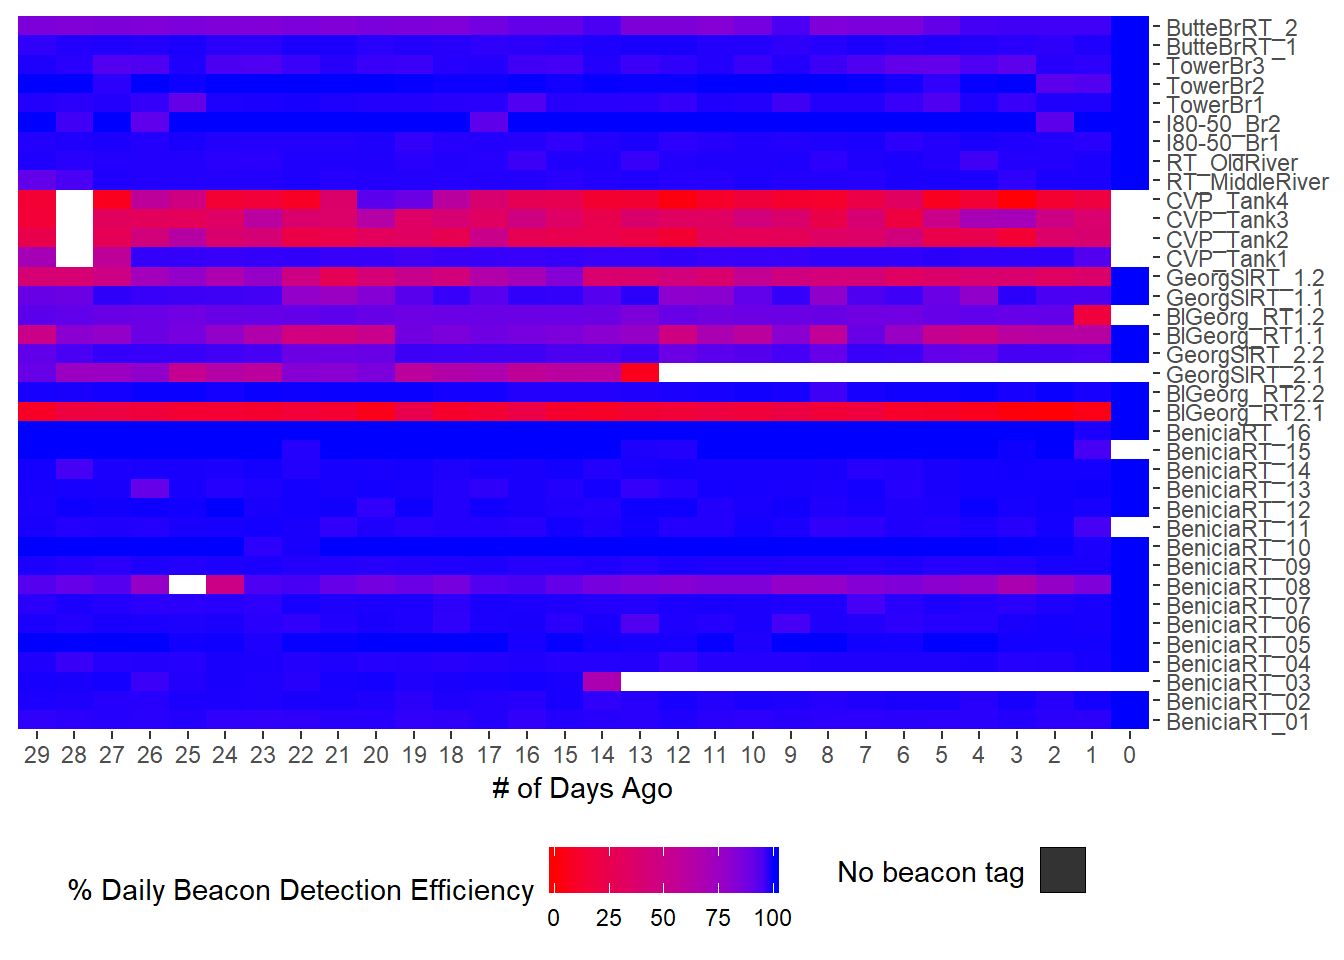 ButteBrRT_2
ButteBrRT_1
TowerBr3
TowerBr2
TowerBr1
I80-50_Br2
I80-50_Br1
RT_OldRiver
RT_MiddleRiver
CVP_Tank4
CVP_Tank3
CVP_Tank2
CVP_Tank1
GeorgSlRT_1.2
GeorgSlRT_1.1
BlGeorg_RT1.2
BlGeorg_RT1.1
GeorgSlRT_2.2
GeorgSlRT_2.1
BlGeorg_RT2.2
BlGeorg_RT2.1
BeniciaRT_16
BeniciaRT_15
BeniciaRT_14
BeniciaRT_13
BeniciaRT_12
BeniciaRT_11
BeniciaRT_10
BeniciaRT_09
BeniciaRT_08
BeniciaRT_07
BeniciaRT_06
BeniciaRT_05
BeniciaRT_04
BeniciaRT_03
BeniciaRT_02
BeniciaRT_01
29 28 27 26 25 24 23 22 21 20 19 18 17 16 15 14 13 12 11 10 9 8 7 6 5 4 3 2 1 0
# of Days Ago
% Daily Beacon Detection Efficiency
0 25 50 75 100
No beacon tag